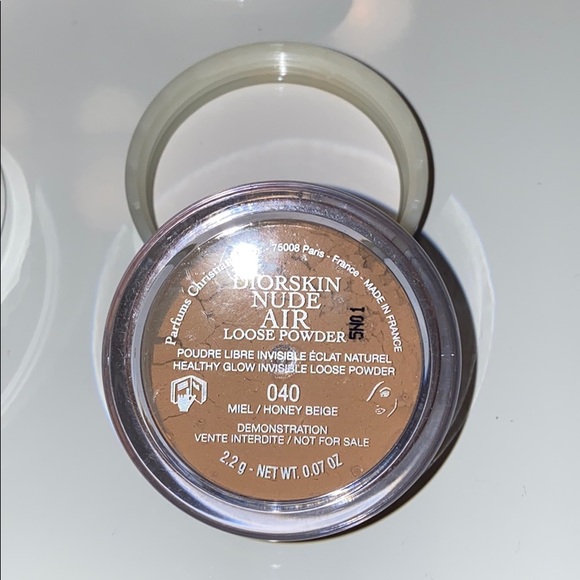 Parfums Christia
75008 Paris - France - MADE IN FRANCE
DIORSKIN
NUDE
AIR
LOOSE POWDER
5N01
POUDRE LIBRE INVISIBLE ÉCLAT NATUREL
HEALTHY GLOW INVISIBLE LOOSE POWDER
040
MIEL / HONEY BEIGE
DEMONSTRATION
VENTE INTERDITE / NOT FOR SALE
2.2 g - NET WT. 0.07 OZ